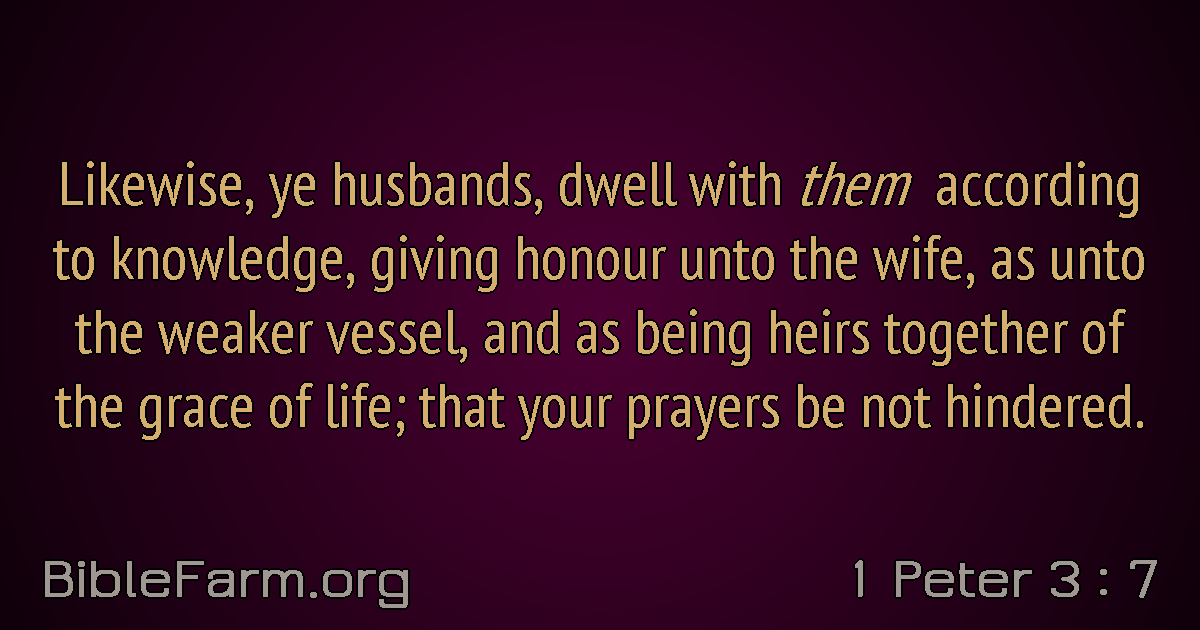 Likewise, ye husbands, dwell with them according
to knowledge, giving honour unto the wife, as unto
the weaker vessel, and as being heirs together of
the grace of life; that your prayers be not hindered.
BibleFarm.org
1 Peter 3 : 7